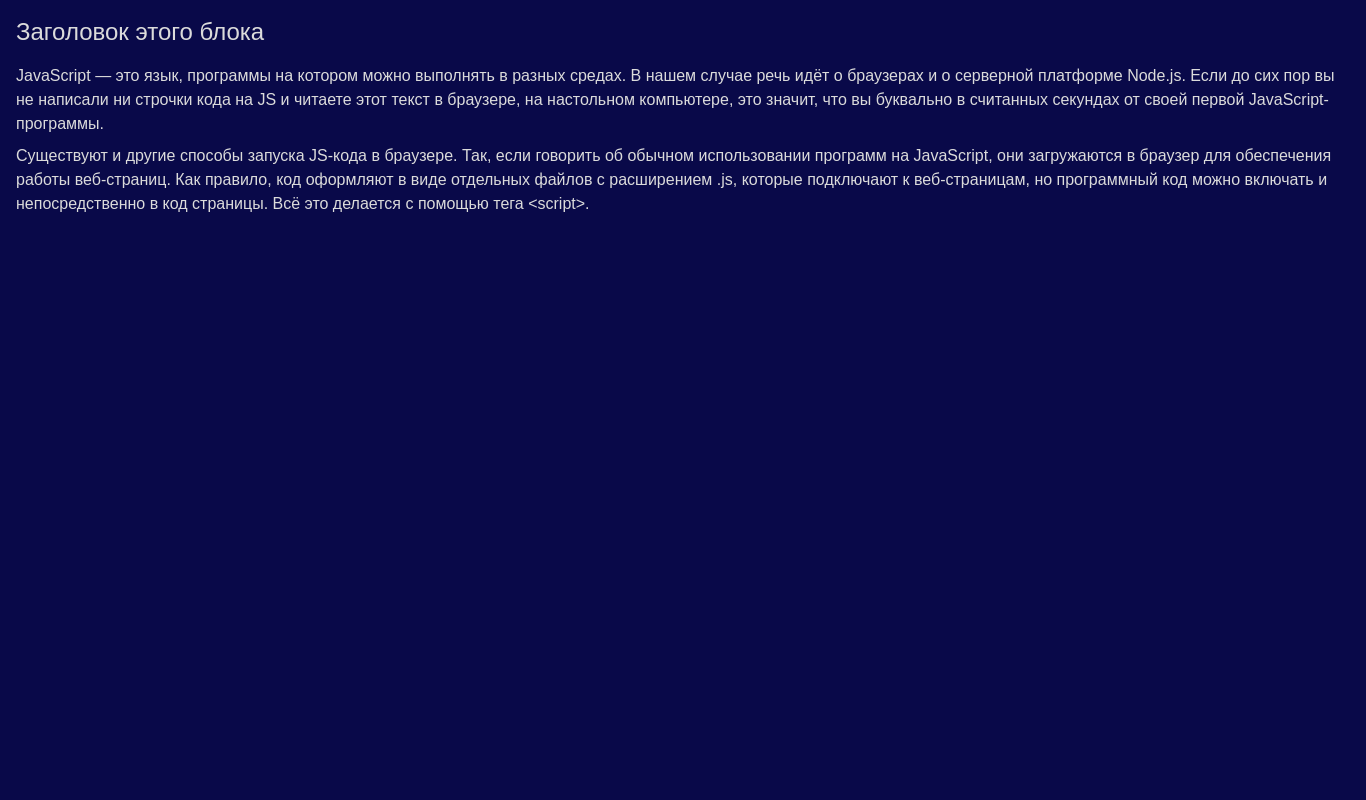 Заголовок этого блока
JavaScript — это язык, программы на котором можно выполнять в разных средах. В нашем случае речь идёт о браузерах и о серверной платформе Node.js. Если до сих пор вы
не написали ни строчки кода на JS и читаете этот текст в браузере, на настольном компьютере, это значит, что вы буквально в считанных секундах от своей первой JavaScript-
программы.
Существуют и другие способы запуска JS-кода в браузере. Так, если говорить об обычном использовании программ на JavaScript, они загружаются в браузер для обеспечения
работы веб-страниц. Как правило, код оформляют в виде отдельных файлов с расширением .js, которые подключают к веб-страницам, но программный код можно включать и
непосредственно в код страницы. Всё это делается с помощью тега <script>.